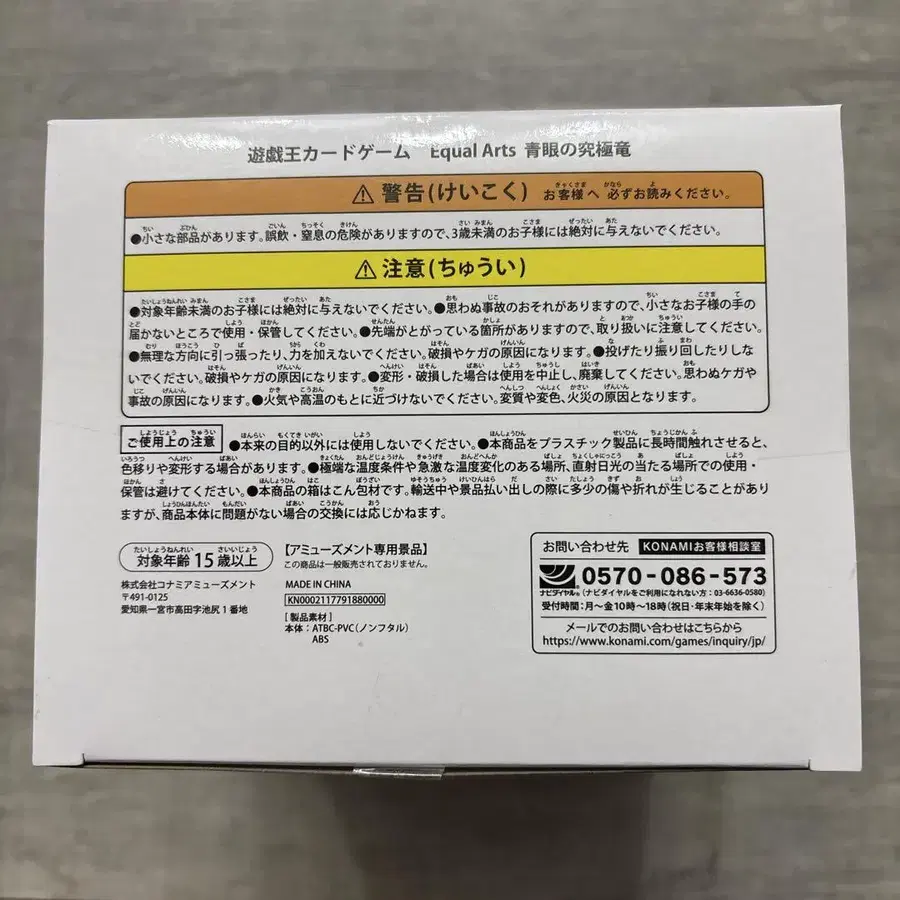 遊戯王カードゲーム Equal Arts 青眼の究極竜
⚠ 警告(けいこく) お客様へ 必ずお読みください。
●小さな部品があります。誤飲・窒息の危険がありますので、3歳未満のお子様には絶対に与えないでください。
⚠ 注意(ちゅうい)
●対象年齢未満のお子様には絶対に与えないでください。●思わぬ事故のおそれがありますので、小さなお子様の手の
届かないところで使用・保管してください。●先端がとがっている箇所がありますので、取り扱いに注意してください。
●無理な方向に引っ張ったり、力を加えないでください。破損やケガの原因になります。●投げたり振り回したりしな
いでください。破損やケガの原因になります。●変形・破損した場合は使用を中止し、廃棄してください。思わぬケガや
事故の原因になります。●火気や高温のもとに近づけないでください。変質や変色、火災の原因となります。
ご使用上の注意 ●本来の目的以外には使用しないでください。●本商品をプラスチック製品に長時間触れさせると、
色移りや変形する場合があります。●極端な温度条件や急激な温度変化のある場所、直射日光の当たる場所での使用・
保管は避けてください。●本商品の箱はこん包材です。輸送中や景品払い出しの際に多少の傷や折れが生じることがあり
ますが、商品本体に問題がない場合の交換には応じかねます。
対象年齢15歳以上
株式会社コナミアミューズメント
〒491-0125
愛知県一宮市高田字池尻1番地
【アミューズメント専用景品】
この商品は一般販売されておりません。
MADE IN CHINA
KN0002117791880000
[製品素材]
本体：ATBC-PVC(ノンフタル)
ABS
お問い合わせ先 KONAMIお客様相談室
ナビダイヤル® 0570-086-573
(ナビダイヤルをご利用になれない方：03-6636-0580)
受付時間：月〜金10時〜18時(祝日・年末年始を除く)
メールでのお問い合わせはこちらから
https://www.konami.com/games/inquiry/jp/